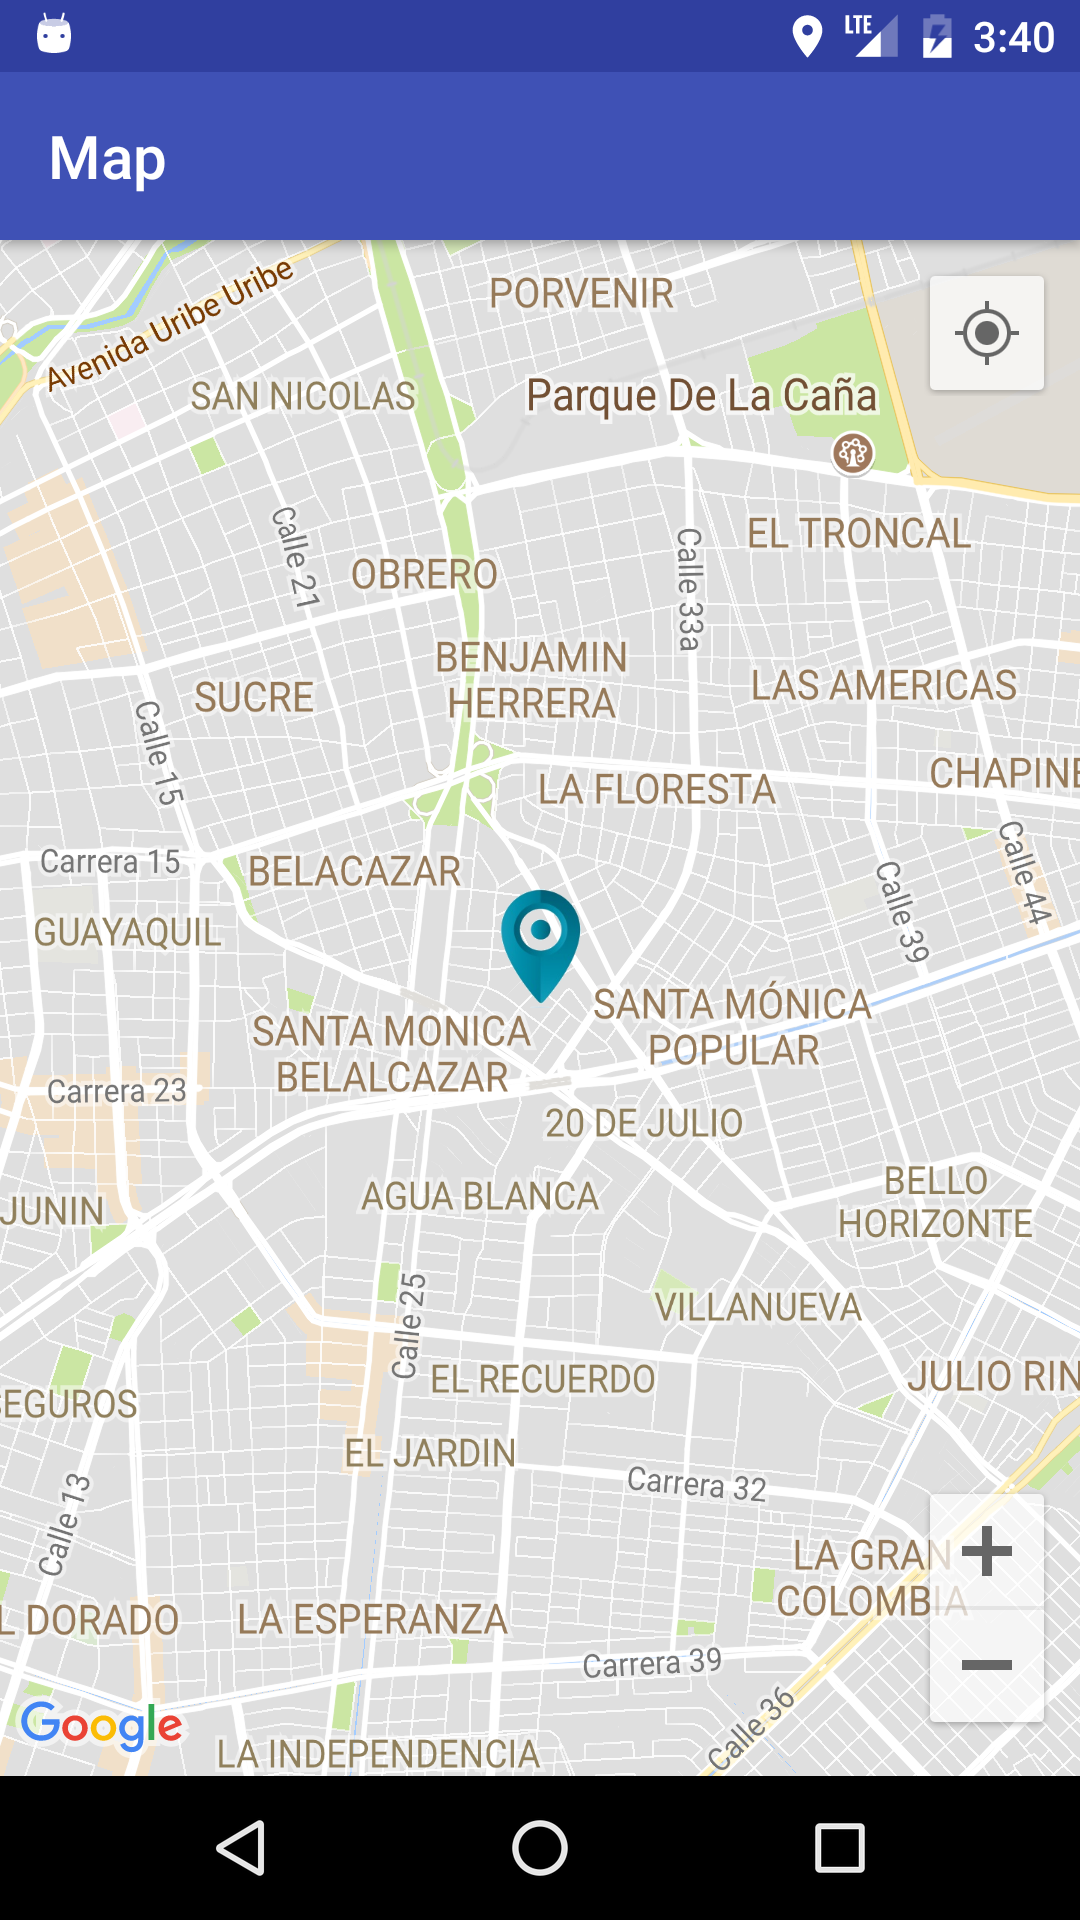 LTE 3:40
Map
Avenida Uribe Uribe
PORVENIR
SAN NICOLAS
Parque De La Caña
Calle 21
Calle 33a
EL TRONCAL
OBRERO
BENJAMIN
HERRERA
SUCRE
LAS AMERICAS
Calle 15
LA FLORESTA
CHAPINE
Carrera 15
BELACAZAR
Calle 39
Calle 44
GUAYAQUIL
SANTA MÓNICA
POPULAR
SANTA MONICA
BELALCAZAR
Carrera 23
20 DE JULIO
AGUA BLANCA
JUNIN
BELLO
HORIZONTE
Calle 25
VILLANUEVA
EL RECUERDO
JULIO RIN
SEGUROS
EL JARDIN
Carrera 32
Calle 13
LA GRAN
COLOMBIA
L DORADO
LA ESPERANZA
Carrera 39
Calle 36
Google
LA INDEPENDENCIA